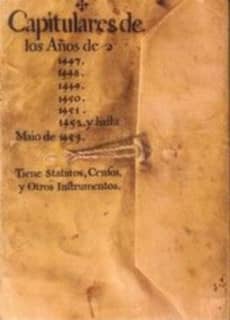 Capitulares de
los Años de
1447.
1448.
1449.
1450.
1451.
1452. y hasta
Maio de 1453.
Tiene Statutos, Censos,
y Otros Instrumentos.